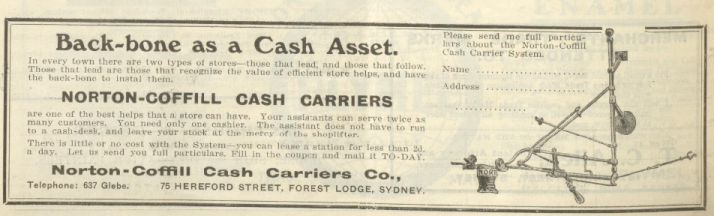 Back-bone as a Cash Asset.
In every town there are two types of stores—those that lead, and those that follow.
Those that lead are those that recognize the value of efficient store helps, and have
the back-bone to instal them.
NORTON-COFFILL CASH CARRIERS
are one of the best helps that a store can have. Your assistants can serve twice as
many customers. You need only one cashier. The assistant does not have to run
to a cash-desk, and leave your stock at the mercy of the shoplifter.
There is little or no cost with the System—you can lease a station for less than 2d.
a day. Let us send you full particulars. Fill in the coupon and mail it TO-DAY.
Norton-Coffill Cash Carriers Co.,
Telephone: 637 Glebe. 75 HEREFORD STREET, FOREST LODGE, SYDNEY.
Please send me full particu-
lars about the Norton-Coffill
Cash Carrier System.
Name ....................
Address .................
..............